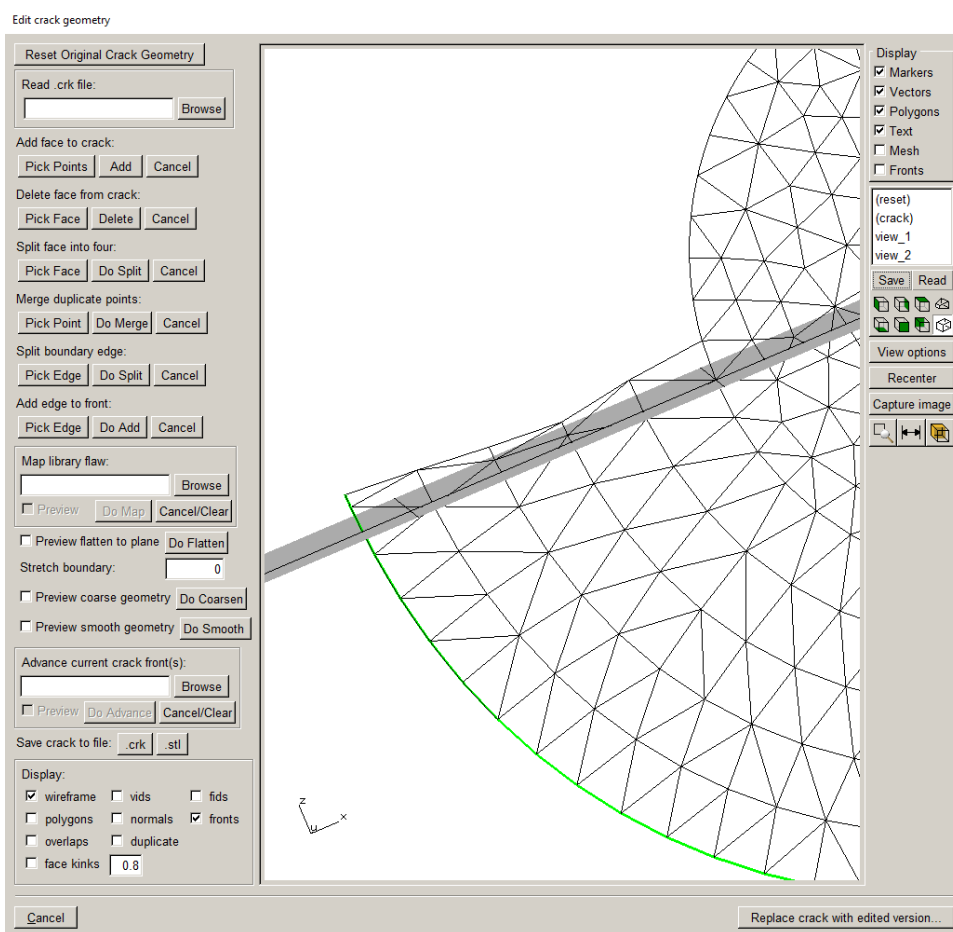 Edit crack geometry
Reset Original Crack Geometry
Read .crk file:
Browse
Add face to crack:
Pick Points Add Cancel
Delete face from crack:
Pick Face Delete Cancel
Split face into four:
Pick Face Do Split Cancel
Merge duplicate points:
Pick Point Do Merge Cancel
Split boundary edge:
Pick Edge Do Split Cancel
Add edge to front:
Pick Edge Do Add Cancel
Map library flaw:
Browse
Preview Do Map Cancel/Clear
Preview flatten to plane Do Flatten
Stretch boundary: 0
Preview coarse geometry Do Coarsen
Preview smooth geometry Do Smooth
Advance current crack front(s):
Browse
Preview Do Advance Cancel/Clear
Save crack to file: .crk .stl
Display:
wireframe vids fids
polygons normals fronts
overlaps duplicate
face kinks 0.8
z
x
Display
Markers
Vectors
Polygons
Text
Mesh
Fronts
(reset)
(crack)
view_1
view_2
Save Read
View options
Recenter
Capture image
Cancel
Replace crack with edited version...